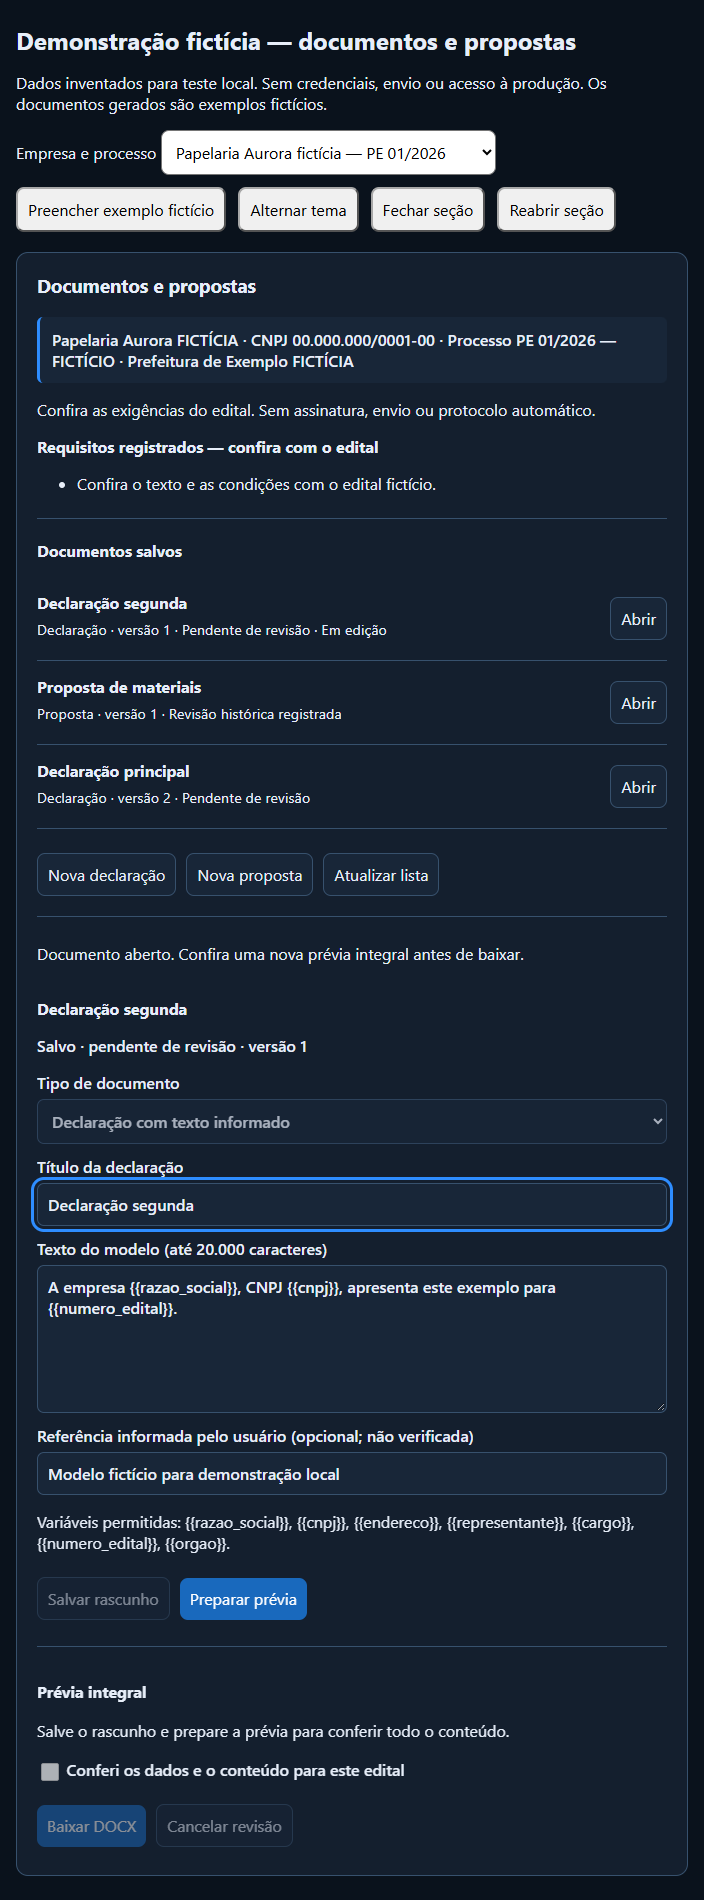 Demonstração fictícia — documentos e propostas
Dados inventados para teste local. Sem credenciais, envio ou acesso à produção. Os
documentos gerados são exemplos fictícios.
Empresa e processo Papelaria Aurora fictícia — PE 01/2026
Preencher exemplo fictício Alternar tema Fechar seção Reabrir seção
Documentos e propostas
Papelaria Aurora FICTÍCIA · CNPJ 00.000.000/0001-00 · Processo PE 01/2026 —
FICTÍCIO · Prefeitura de Exemplo FICTÍCIA
Confira as exigências do edital. Sem assinatura, envio ou protocolo automático.
Requisitos registrados — confira com o edital
• Confira o texto e as condições com o edital fictício.
Documentos salvos
Declaração segunda
Declaração · versão 1 · Pendente de revisão · Em edição
Abrir
Proposta de materiais
Proposta · versão 1 · Revisão histórica registrada
Abrir
Declaração principal
Declaração · versão 2 · Pendente de revisão
Abrir
Nova declaração Nova proposta Atualizar lista
Documento aberto. Confira uma nova prévia integral antes de baixar.
Declaração segunda
Salvo · pendente de revisão · versão 1
Tipo de documento
Declaração com texto informado
Título da declaração
Declaração segunda
Texto do modelo (até 20.000 caracteres)
A empresa {{razao_social}}, CNPJ {{cnpj}}, apresenta este exemplo para
{{numero_edital}}.
Referência informada pelo usuário (opcional; não verificada)
Modelo fictício para demonstração local
Variáveis permitidas: {{razao_social}}, {{cnpj}}, {{endereco}}, {{representante}}, {{cargo}},
{{numero_edital}}, {{orgao}}.
Salvar rascunho Preparar prévia
Prévia integral
Salve o rascunho e prepare a prévia para conferir todo o conteúdo.
Conferi os dados e o conteúdo para este edital
Baixar DOCX Cancelar revisão